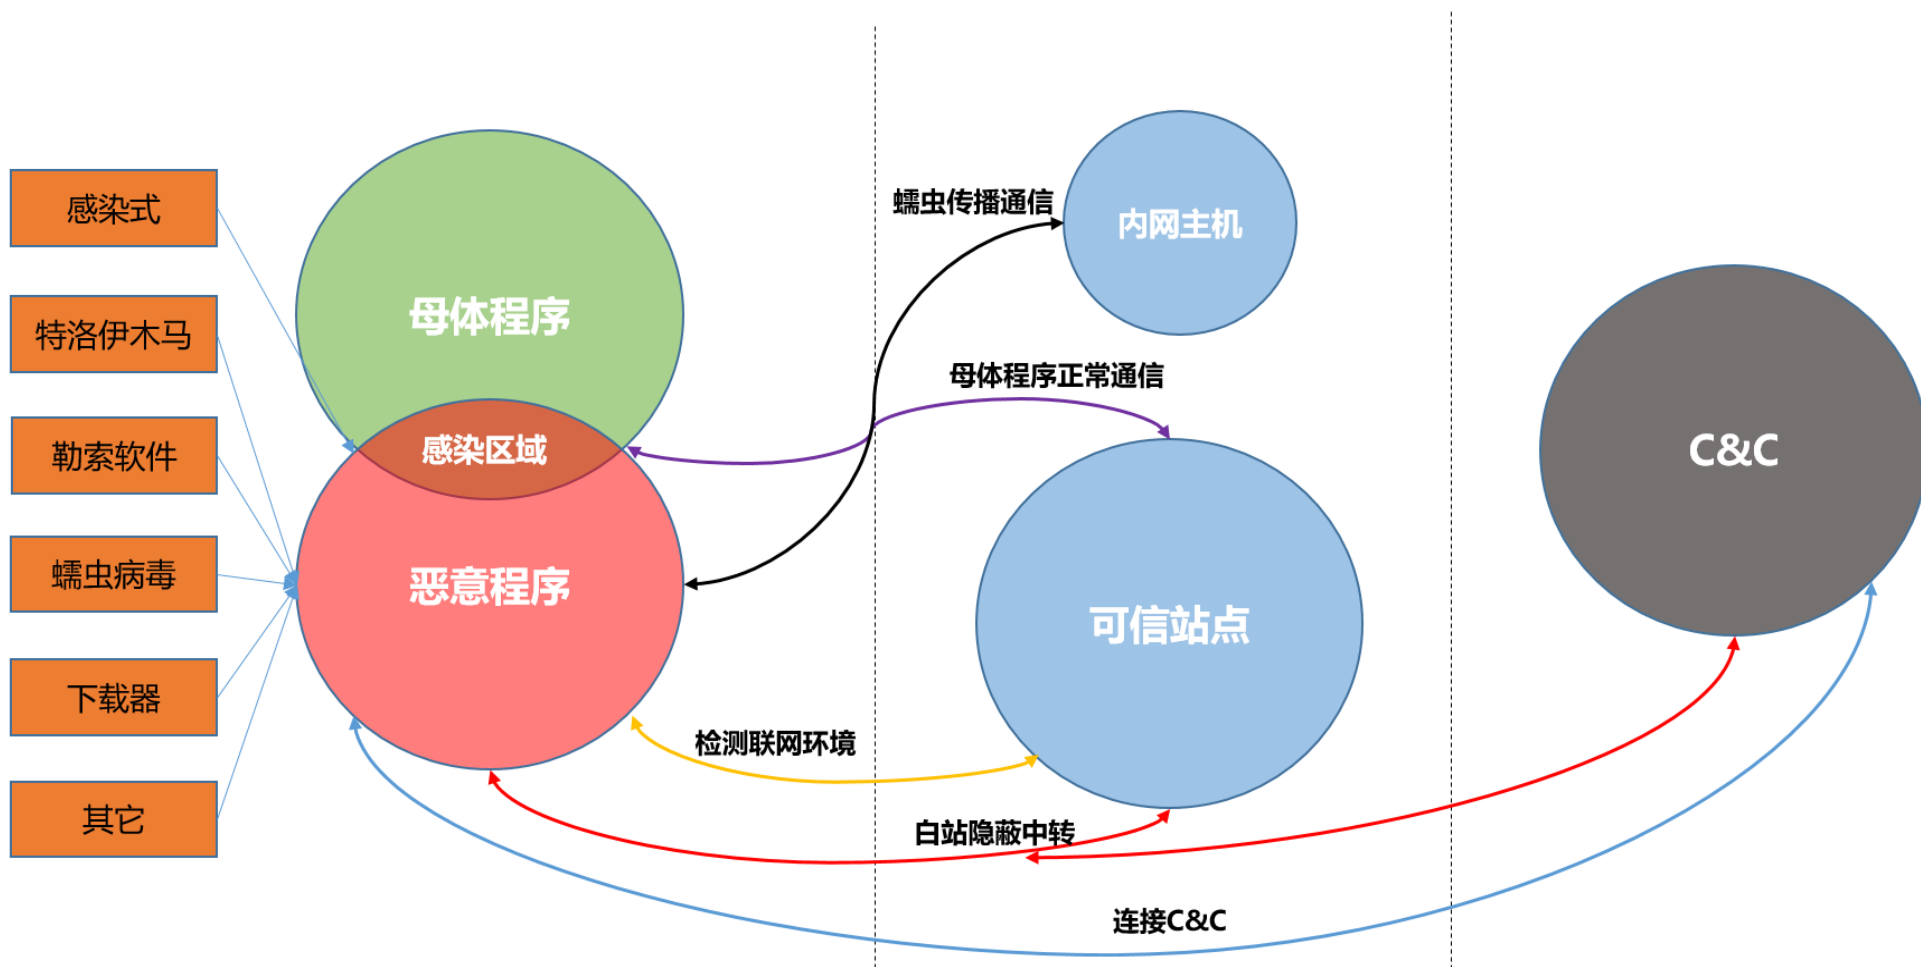 感染式
特洛伊木马
勒索软件
蠕虫病毒
下载器
其它
母体程序
感染区域
恶意程序
蠕虫传播通信
内网主机
母体程序正常通信
可信站点
检测联网环境
白站隐蔽中转
连接C&C
C&C